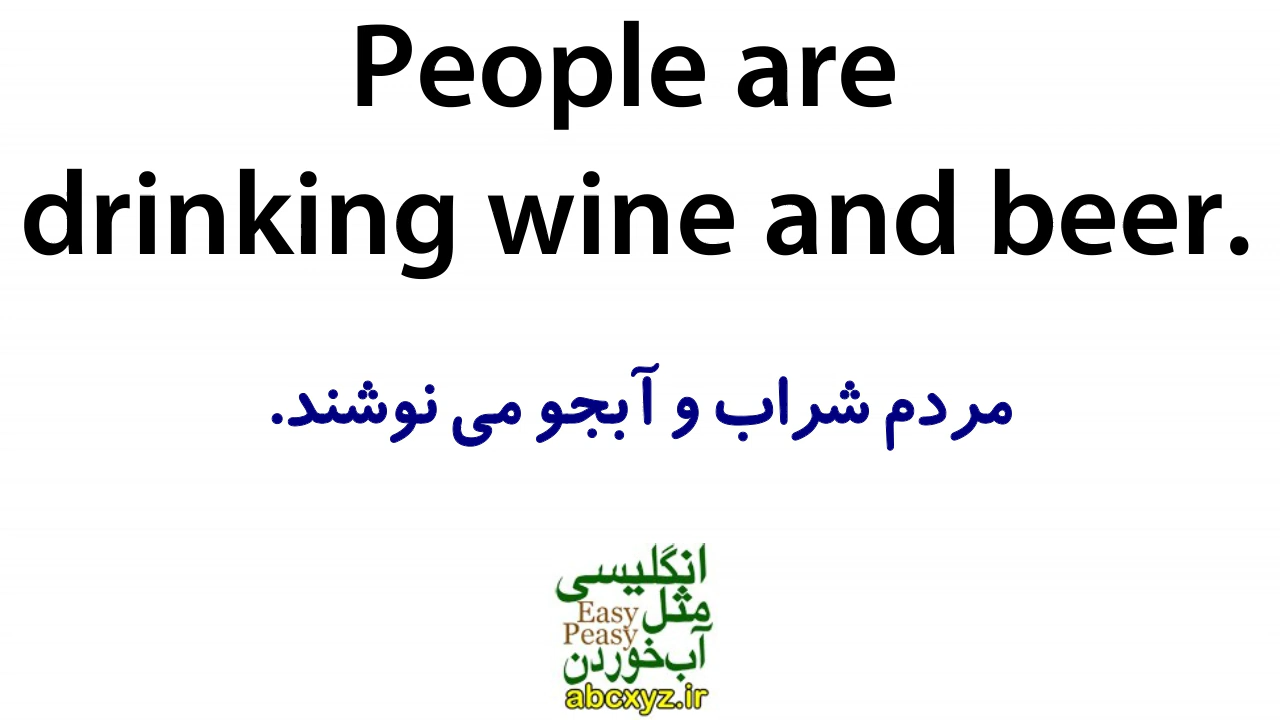 People are
drinking wine and beer.
مردم شراب و آبجو می نوشند.
انگلیسی
مثل
Easy
Peasy
آب‌خوردن
abcxyz.ir